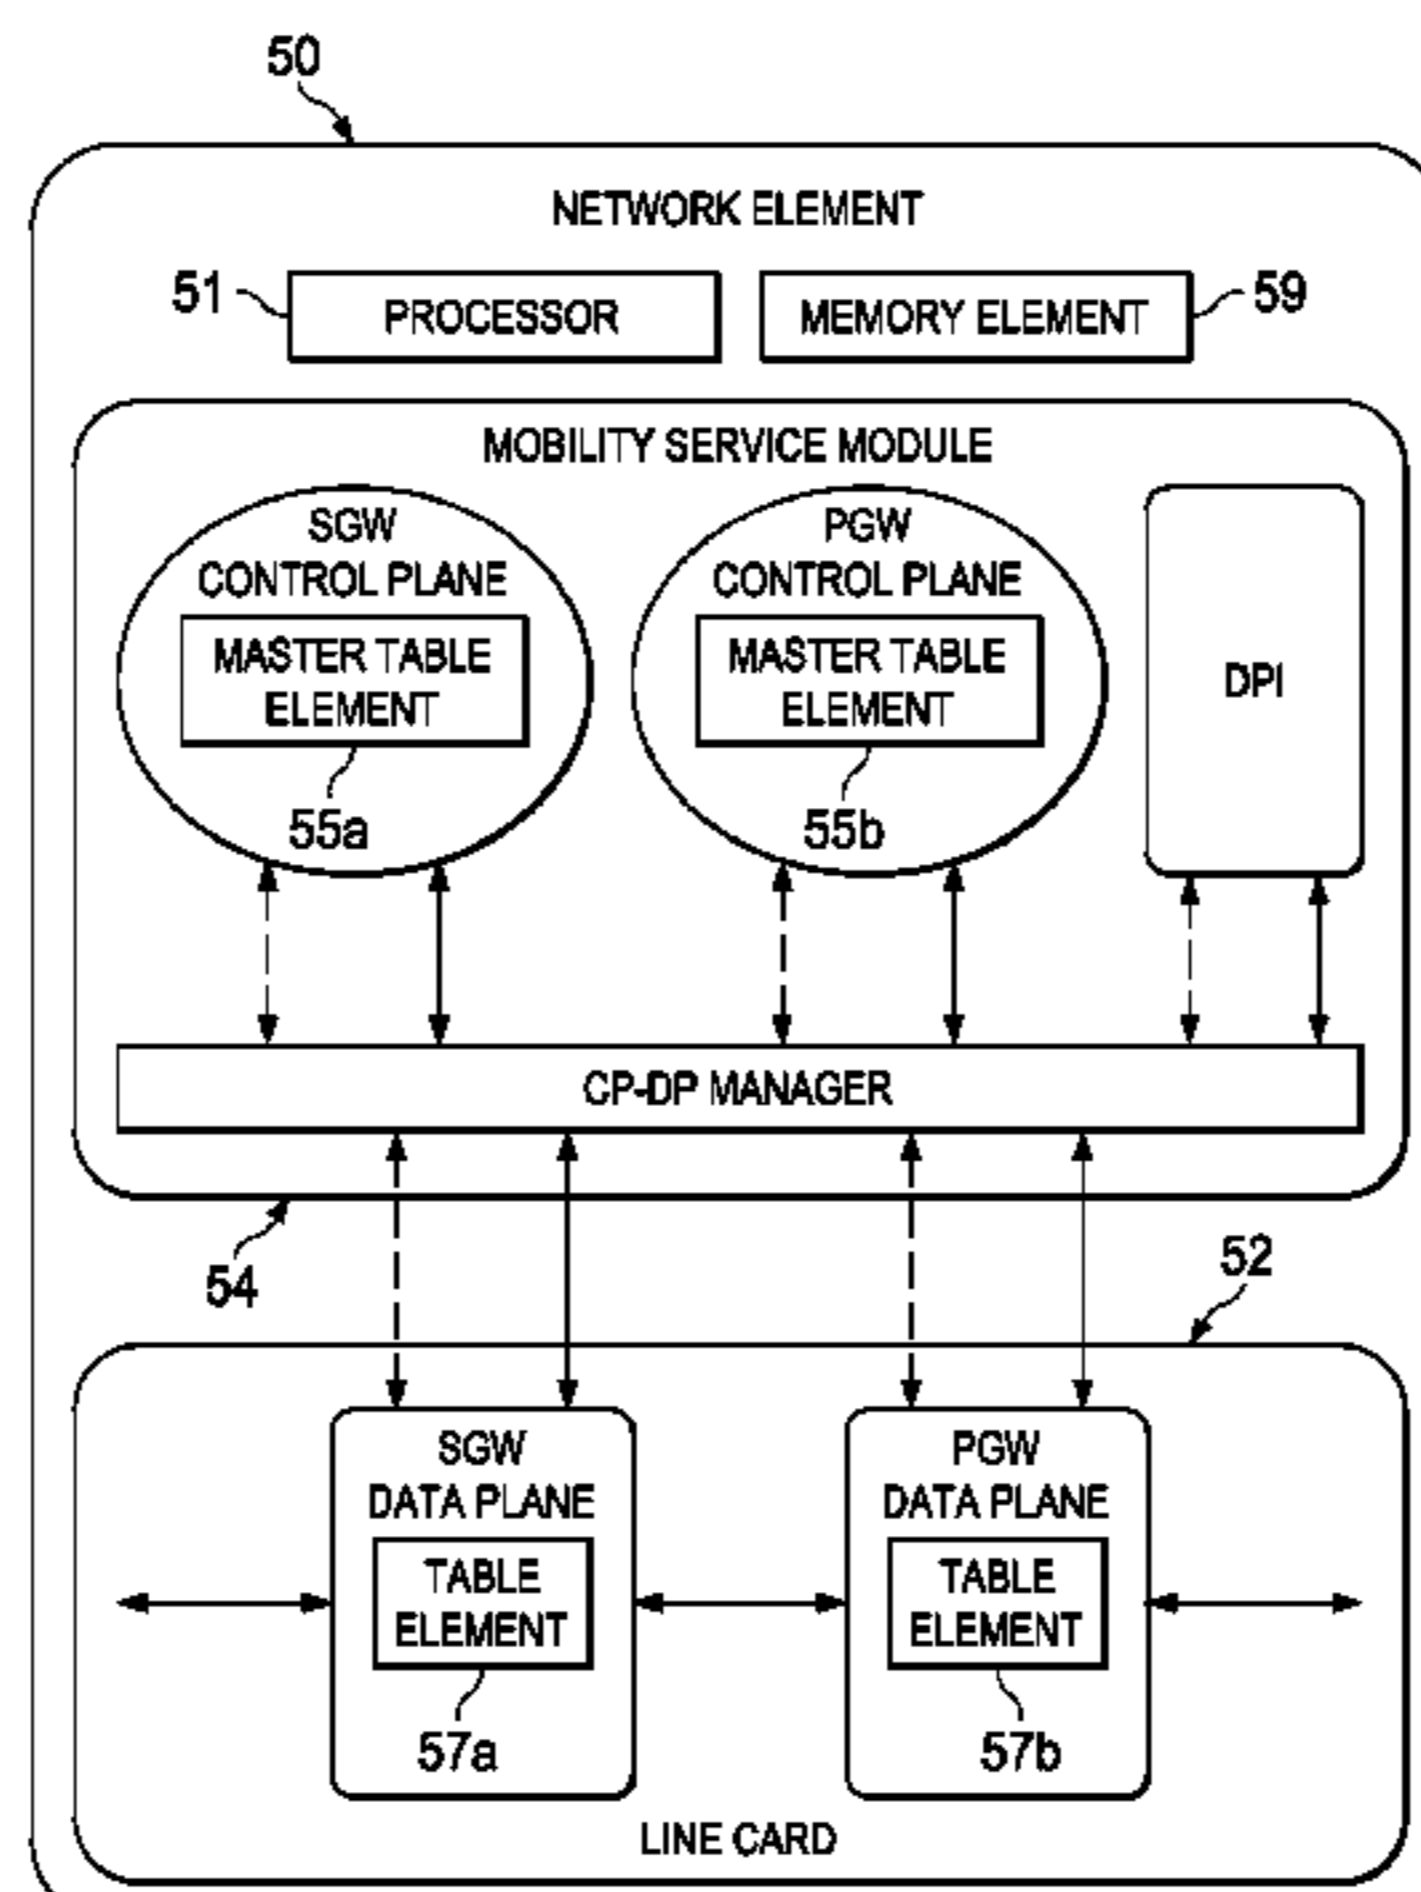 50
NETWORK ELEMENT
51
PROCESSOR
MEMORY ELEMENT
59
MOBILITY SERVICE MODULE
SGW
CONTROL PLANE
MASTER TABLE
ELEMENT
55a
PGW
CONTROL PLANE
MASTER TABLE
ELEMENT
55b
DPI
CP-DP MANAGER
54
52
SGW
DATA PLANE
TABLE
ELEMENT
57a
PGW
DATA PLANE
TABLE
ELEMENT
57b
LINE CARD